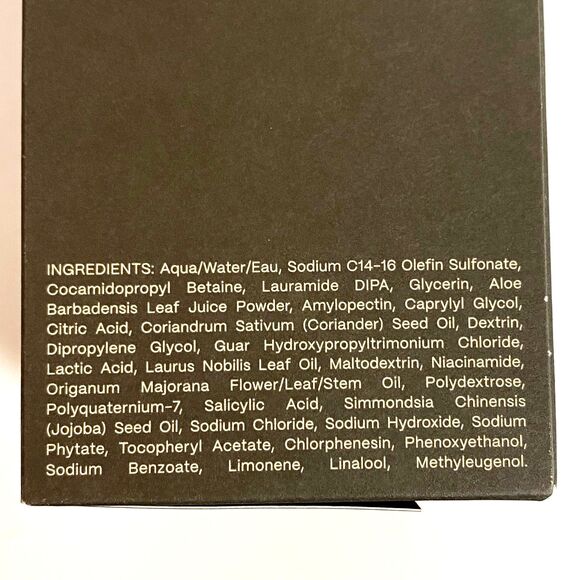 INGREDIENTS: Aqua/Water/Eau, Sodium C14-16 Olefin Sulfonate,
Cocamidopropyl Betaine, Lauramide DIPA, Glycerin, Aloe
Barbadensis Leaf Juice Powder, Amylopectin, Caprylyl Glycol,
Citric Acid, Coriandrum Sativum (Coriander) Seed Oil, Dextrin,
Dipropylene Glycol, Guar Hydroxypropyltrimonium Chloride,
Lactic Acid, Laurus Nobilis Leaf Oil, Maltodextrin, Niacinamide,
Origanum Majorana Flower/Leaf/Stem Oil, Polydextrose,
Polyquaternium-7, Salicylic Acid, Simmondsia Chinensis
(Jojoba) Seed Oil, Sodium Chloride, Sodium Hydroxide, Sodium
Phytate, Tocopheryl Acetate, Chlorphenesin, Phenoxyethanol,
Sodium Benzoate, Limonene, Linalool, Methyleugenol.